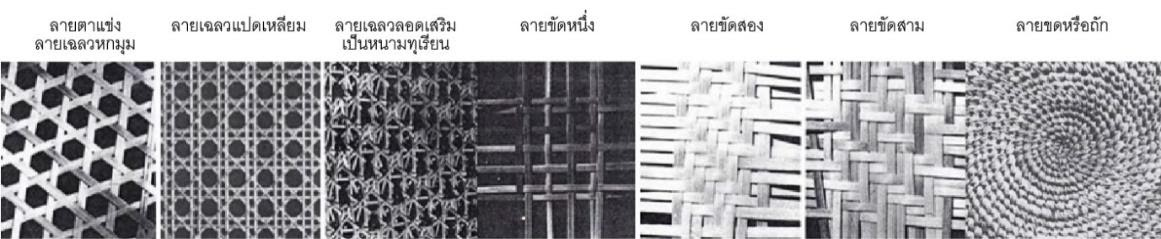 ลายตาแข่ง
ลายเฉลวหกมุม
ลายเฉลวแปดเหลี่ยม
ลายเฉลวลอดเสริม
เป็นหนามทุเรียน
ลายขัดหนึ่ง
ลายขัดสอง
ลายขัดสาม
ลายขดหรือถัก